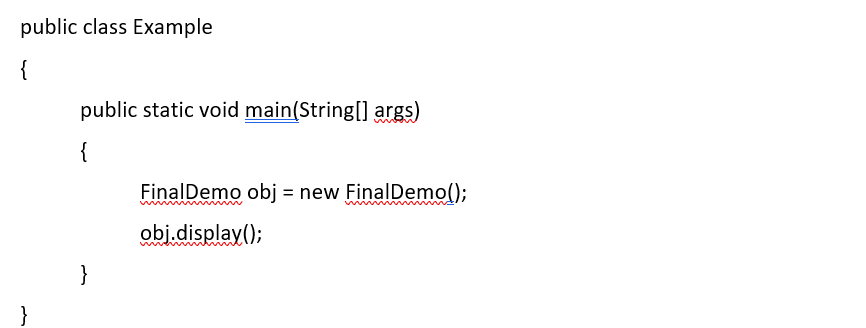 public class Example
{
public static void main(String[] args)
{
FinalDemo obj = new FinalDemo();
obj.display();
}
}